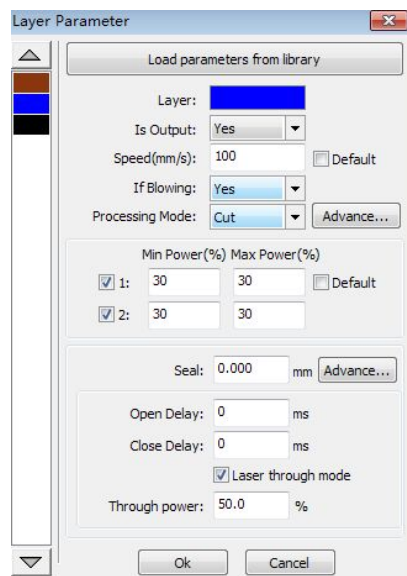 Layer Parameter
Load parameters from library
Layer:
Is Output: Yes
Speed(mm/s): 100 Default
If Blowing: Yes
Processing Mode: Cut Advance...
Min Power(%) Max Power(%)
1: 30 30 Default
2: 30 30
Seal: 0.000 mm Advance...
Open Delay: 0 ms
Close Delay: 0 ms
Laser through mode
Through power: 50.0 %
Ok Cancel